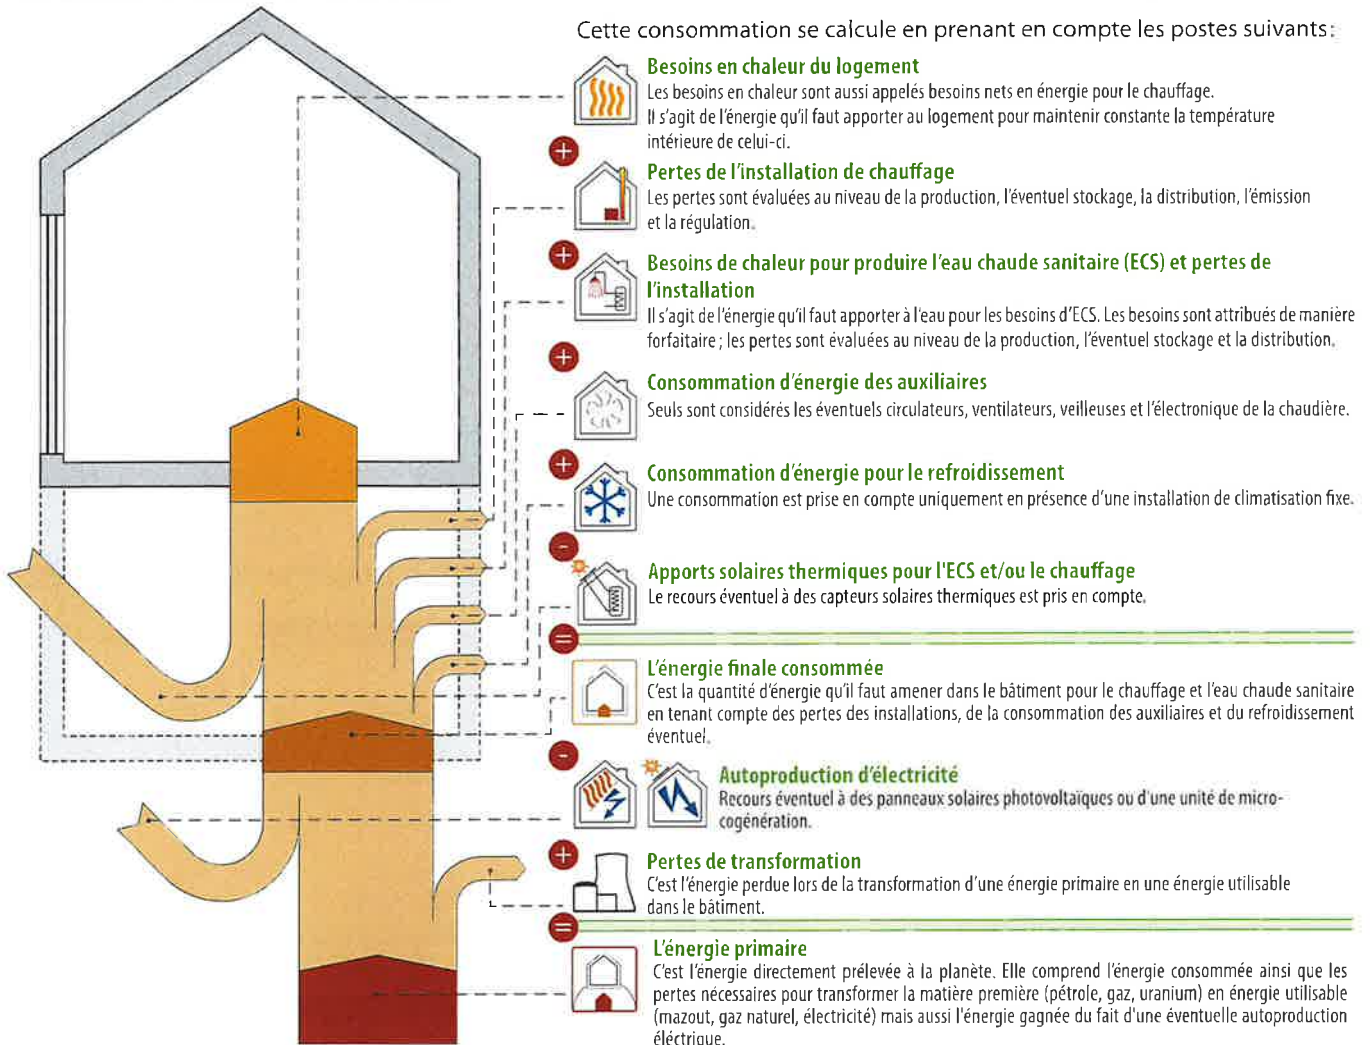 Cette consommation se calcule en prenant en compte les postes suivants:
Besoins en chaleur du logement
Les besoins en chaleur sont aussi appelés besoins nets en énergie pour le chauffage.
Il s'agit de l'énergie qu'il faut apporter au logement pour maintenir constante la température
intérieure de celui-ci.
+
Pertes de l'installation de chauffage
Les pertes sont évaluées au niveau de la production, l'éventuel stockage, la distribution, l'émission
et la régulation.
+
Besoins de chaleur pour produire l'eau chaude sanitaire (ECS) et pertes de
l'installation
Il s'agit de l'énergie qu'il faut apporter à l'eau pour les besoins d'ECS. Les besoins sont attribués de manière
forfaitaire ; les pertes sont évaluées au niveau de la production, l'éventuel stockage et la distribution.
+
Consommation d'énergie des auxiliaires
Seuls sont considérés les éventuels circulateurs, ventilateurs, veilleuses et l'électronique de la chaudière.
+
Consommation d'énergie pour le refroidissement
Une consommation est prise en compte uniquement en présence d'une installation de climatisation fixe.
-
Apports solaires thermiques pour l'ECS et/ou le chauffage
Le recours éventuel à des capteurs solaires thermiques est pris en compte.
=
L'énergie finale consommée
C'est la quantité d'énergie qu'il faut amener dans le bâtiment pour le chauffage et l'eau chaude sanitaire
en tenant compte des pertes des installations, de la consommation des auxiliaires et du refroidissement
éventuel.
-
Autoproduction d'électricité
Recours éventuel à des panneaux solaires photovoltaïques ou d'une unité de micro-
cogénération.
+
Pertes de transformation
C'est l'énergie perdue lors de la transformation d'une énergie primaire en une énergie utilisable
dans le bâtiment.
=
L'énergie primaire
C'est l'énergie directement prélevée à la planète. Elle comprend l'énergie consommée ainsi que les
pertes nécessaires pour transformer la matière première (pétrole, gaz, uranium) en énergie utilisable
(mazout, gaz naturel, électricité) mais aussi l'énergie gagnée du fait d'une éventuelle autoproduction
éléctrique.